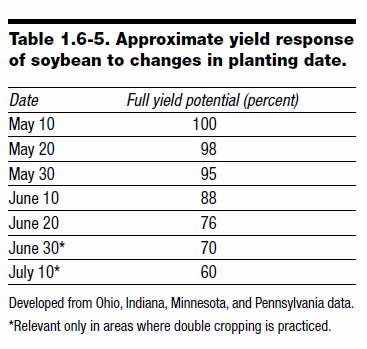 Table 1.6-5. Approximate yield response
of soybean to changes in planting date.
Date Full yield potential (percent)
May 10 100
May 20 98
May 30 95
June 10 88
June 20 76
June 30* 70
July 10* 60
Developed from Ohio, Indiana, Minnesota, and Pennsylvania data.
*Relevant only in areas where double cropping is practiced.